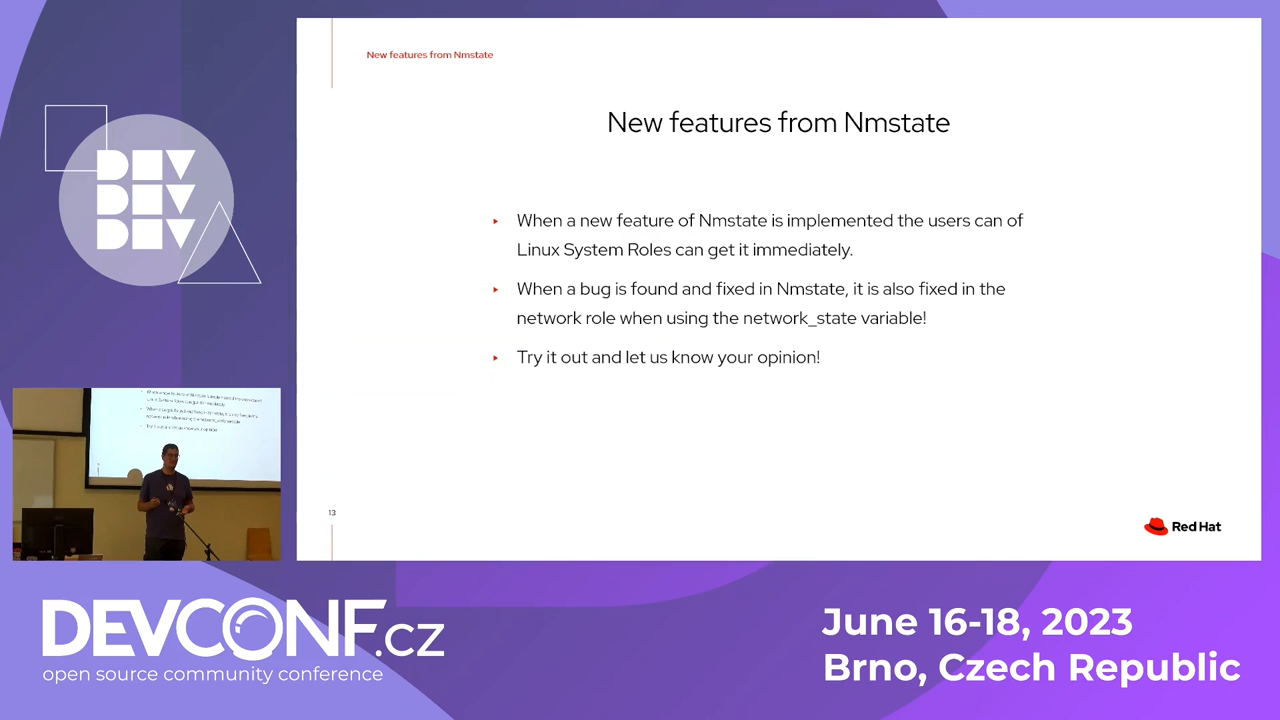 New features from Nmstate
New features from Nmstate
When a new feature of Nmstate is implemented the users can of
Linux System Roles can get it immediately.
When a bug is found and fixed in Nmstate, it is also fixed in the
network role when using the network_state variable!
Try it out and let us know your opinion!
13
Red Hat
DEV
DEV
DEV
DEVCONF.cz
open source community conference
June 16-18, 2023
Brno, Czech Republic